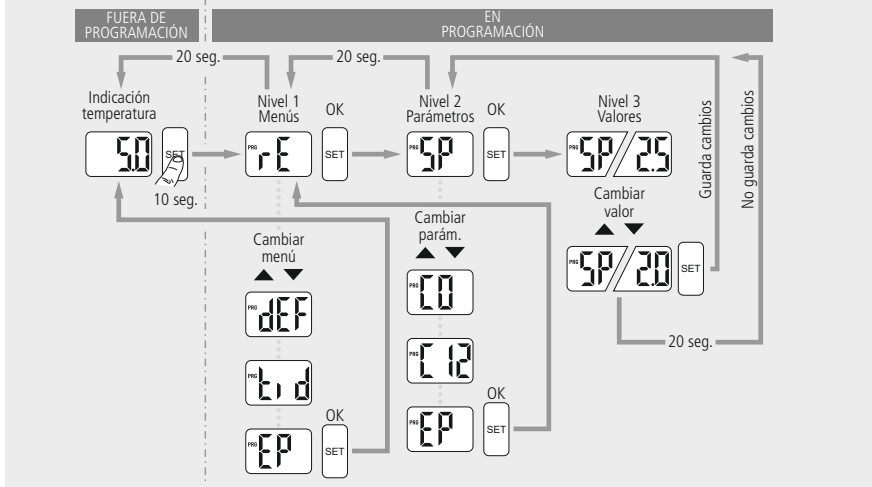 FUERA DE
PROGRAMACIÓN
EN
PROGRAMACIÓN
20 seg.
20 seg.
Indicación
temperatura
Nivel 1
Menús
OK
Nivel 2
Parámetros
OK
Nivel 3
Valores
5.0
SET
PRG rE
SET
PRG SP
SET
PRG SP / 2.5
10 seg.
Cambiar
menú
Cambiar
parám.
Cambiar
valor
Guarda cambios
No guarda cambios
PRG SP / 2.0
SET
20 seg.
PRG dEF
PRG C0
PRG tid
PRG C12
OK
PRG EP
SET
OK
PRG EP
SET